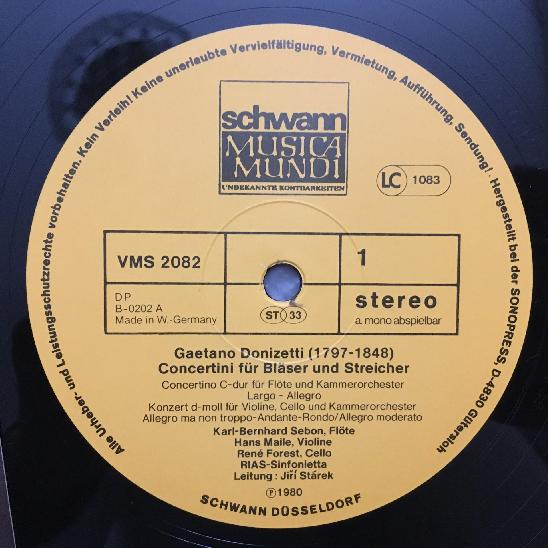 Alle Urheber- und Leistungsschutzrechte vorbehalten. Kein Verleih! Keine unerlaubte Vervielfältigung, Vermietung, Aufführung, Sendung! · Hergestellt bei der SONOPRESS, D-4830 Gütersloh
schwann
MUSICA
MUNDI
UNBEKANNTE KOSTBARKEITEN
LC 1083
VMS 2082
1
DP
B-0202 A
Made in W.-Germany
ST 33
stereo
a. mono abspielbar
Gaetano Donizetti (1797-1848)
Concertini für Bläser und Streicher
Concertino C-dur für Flöte und Kammerorchester
Largo - Allegro
Konzert d-moll für Violine, Cello und Kammerorchester
Allegro ma non troppo-Andante-Rondo/Allegro moderato
Karl-Bernhard Sebon, Flöte
Hans Maile, Violine
René Forest, Cello
RIAS-Sinfonietta
Leitung: Jiří Stárek
℗1980
SCHWANN DÜSSELDORF